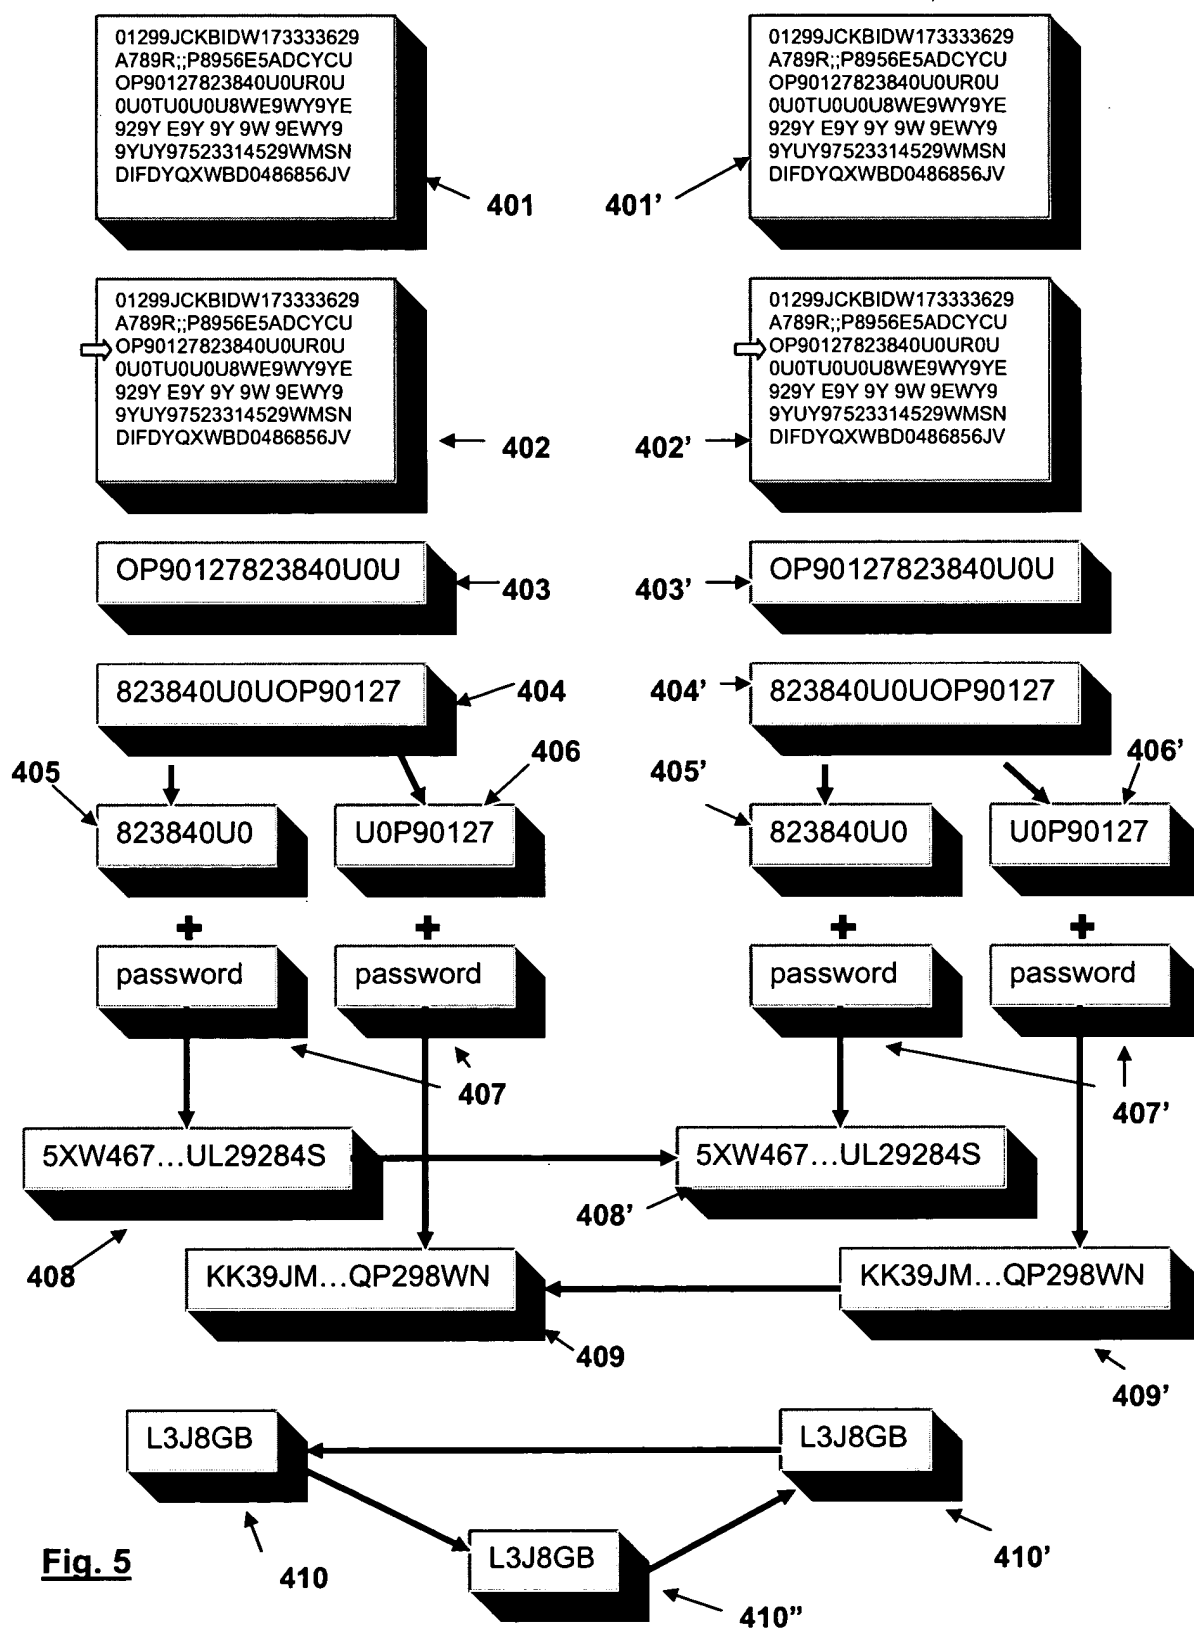 01299JCKBIDW173333629
A789R;;P8956E5ADCYCU
OP90127823840U0UR0U
0U0TU0U0U8WE9WY9YE
929Y E9Y 9Y 9W 9EWY9
9YUY97523314529WMSN
DIFDYQXWBD0486856JV
401
01299JCKBIDW173333629
A789R;;P8956E5ADCYCU
OP90127823840U0UR0U
0U0TU0U0U8WE9WY9YE
929Y E9Y 9Y 9W 9EWY9
9YUY97523314529WMSN
DIFDYQXWBD0486856JV
401'
01299JCKBIDW173333629
A789R;;P8956E5ADCYCU
OP90127823840U0UR0U
0U0TU0U0U8WE9WY9YE
929Y E9Y 9Y 9W 9EWY9
9YUY97523314529WMSN
DIFDYQXWBD0486856JV
402
01299JCKBIDW173333629
A789R;;P8956E5ADCYCU
OP90127823840U0UR0U
0U0TU0U0U8WE9WY9YE
929Y E9Y 9Y 9W 9EWY9
9YUY97523314529WMSN
DIFDYQXWBD0486856JV
402'
OP90127823840U0U
403
403'
OP90127823840U0U
823840U0UOP90127
404
404'
823840U0UOP90127
405
406
405'
406'
823840U0
U0P90127
823840U0
U0P90127
+
+
+
+
password
password
password
password
407
407'
5XW467...UL29284S
5XW467...UL29284S
408'
408
KK39JM...QP298WN
KK39JM...QP298WN
409
409'
L3J8GB
L3J8GB
L3J8GB
Fig. 5
410
410'
410"